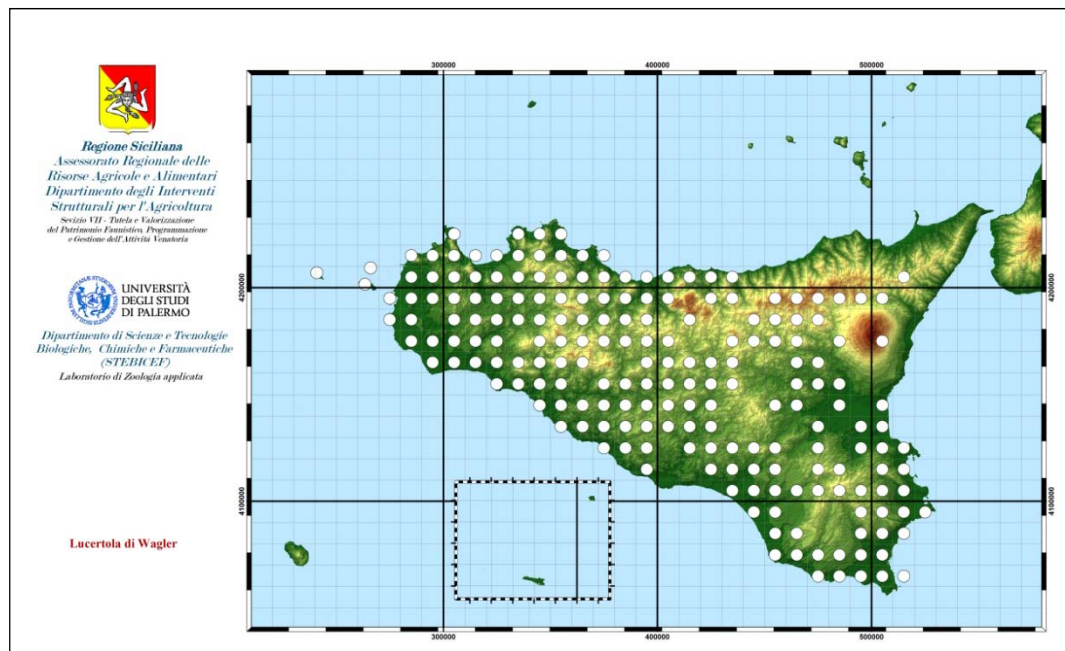 Regione Siciliana
Assessorato Regionale delle
Risorse Agricole e Alimentari
Dipartimento degli Interventi
Strutturali per l'Agricoltura
Sevizio VII - Tutela e Valorizzazione
del Patrimonio Faunistico, Programmazione
e Gestione dell'Attività Venatoria
UNIVERSITÀ
DEGLI STUDI
DI PALERMO
Dipartimento di Scienze e Tecnologie
Biologiche, Chimiche e Farmaceutiche
(STEBICEF)
Laboratorio di Zoologia applicata
Lucertola di Wagler
300000
400000
500000
4200000
4200000
4100000
4100000
300000
400000
500000